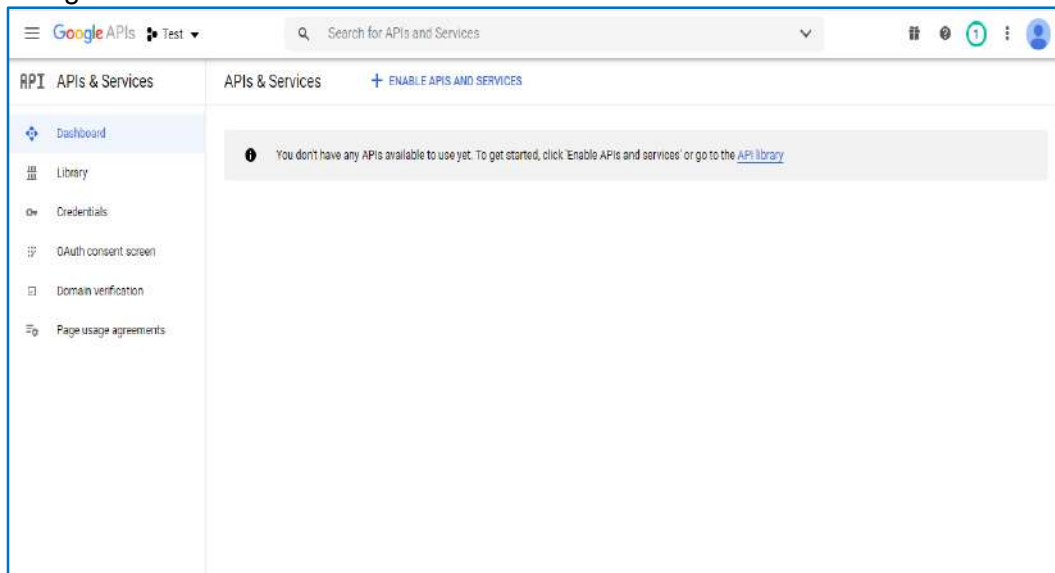 Google APIs Test
Search for APIs and Services
1
API APIs & Services
APIs & Services
+ ENABLE APIS AND SERVICES
Dashboard
You don't have any APIs available to use yet. To get started, click 'Enable APIs and services' or go to the API library
Library
Credentials
OAuth consent screen
Domain verification
Page usage agreements